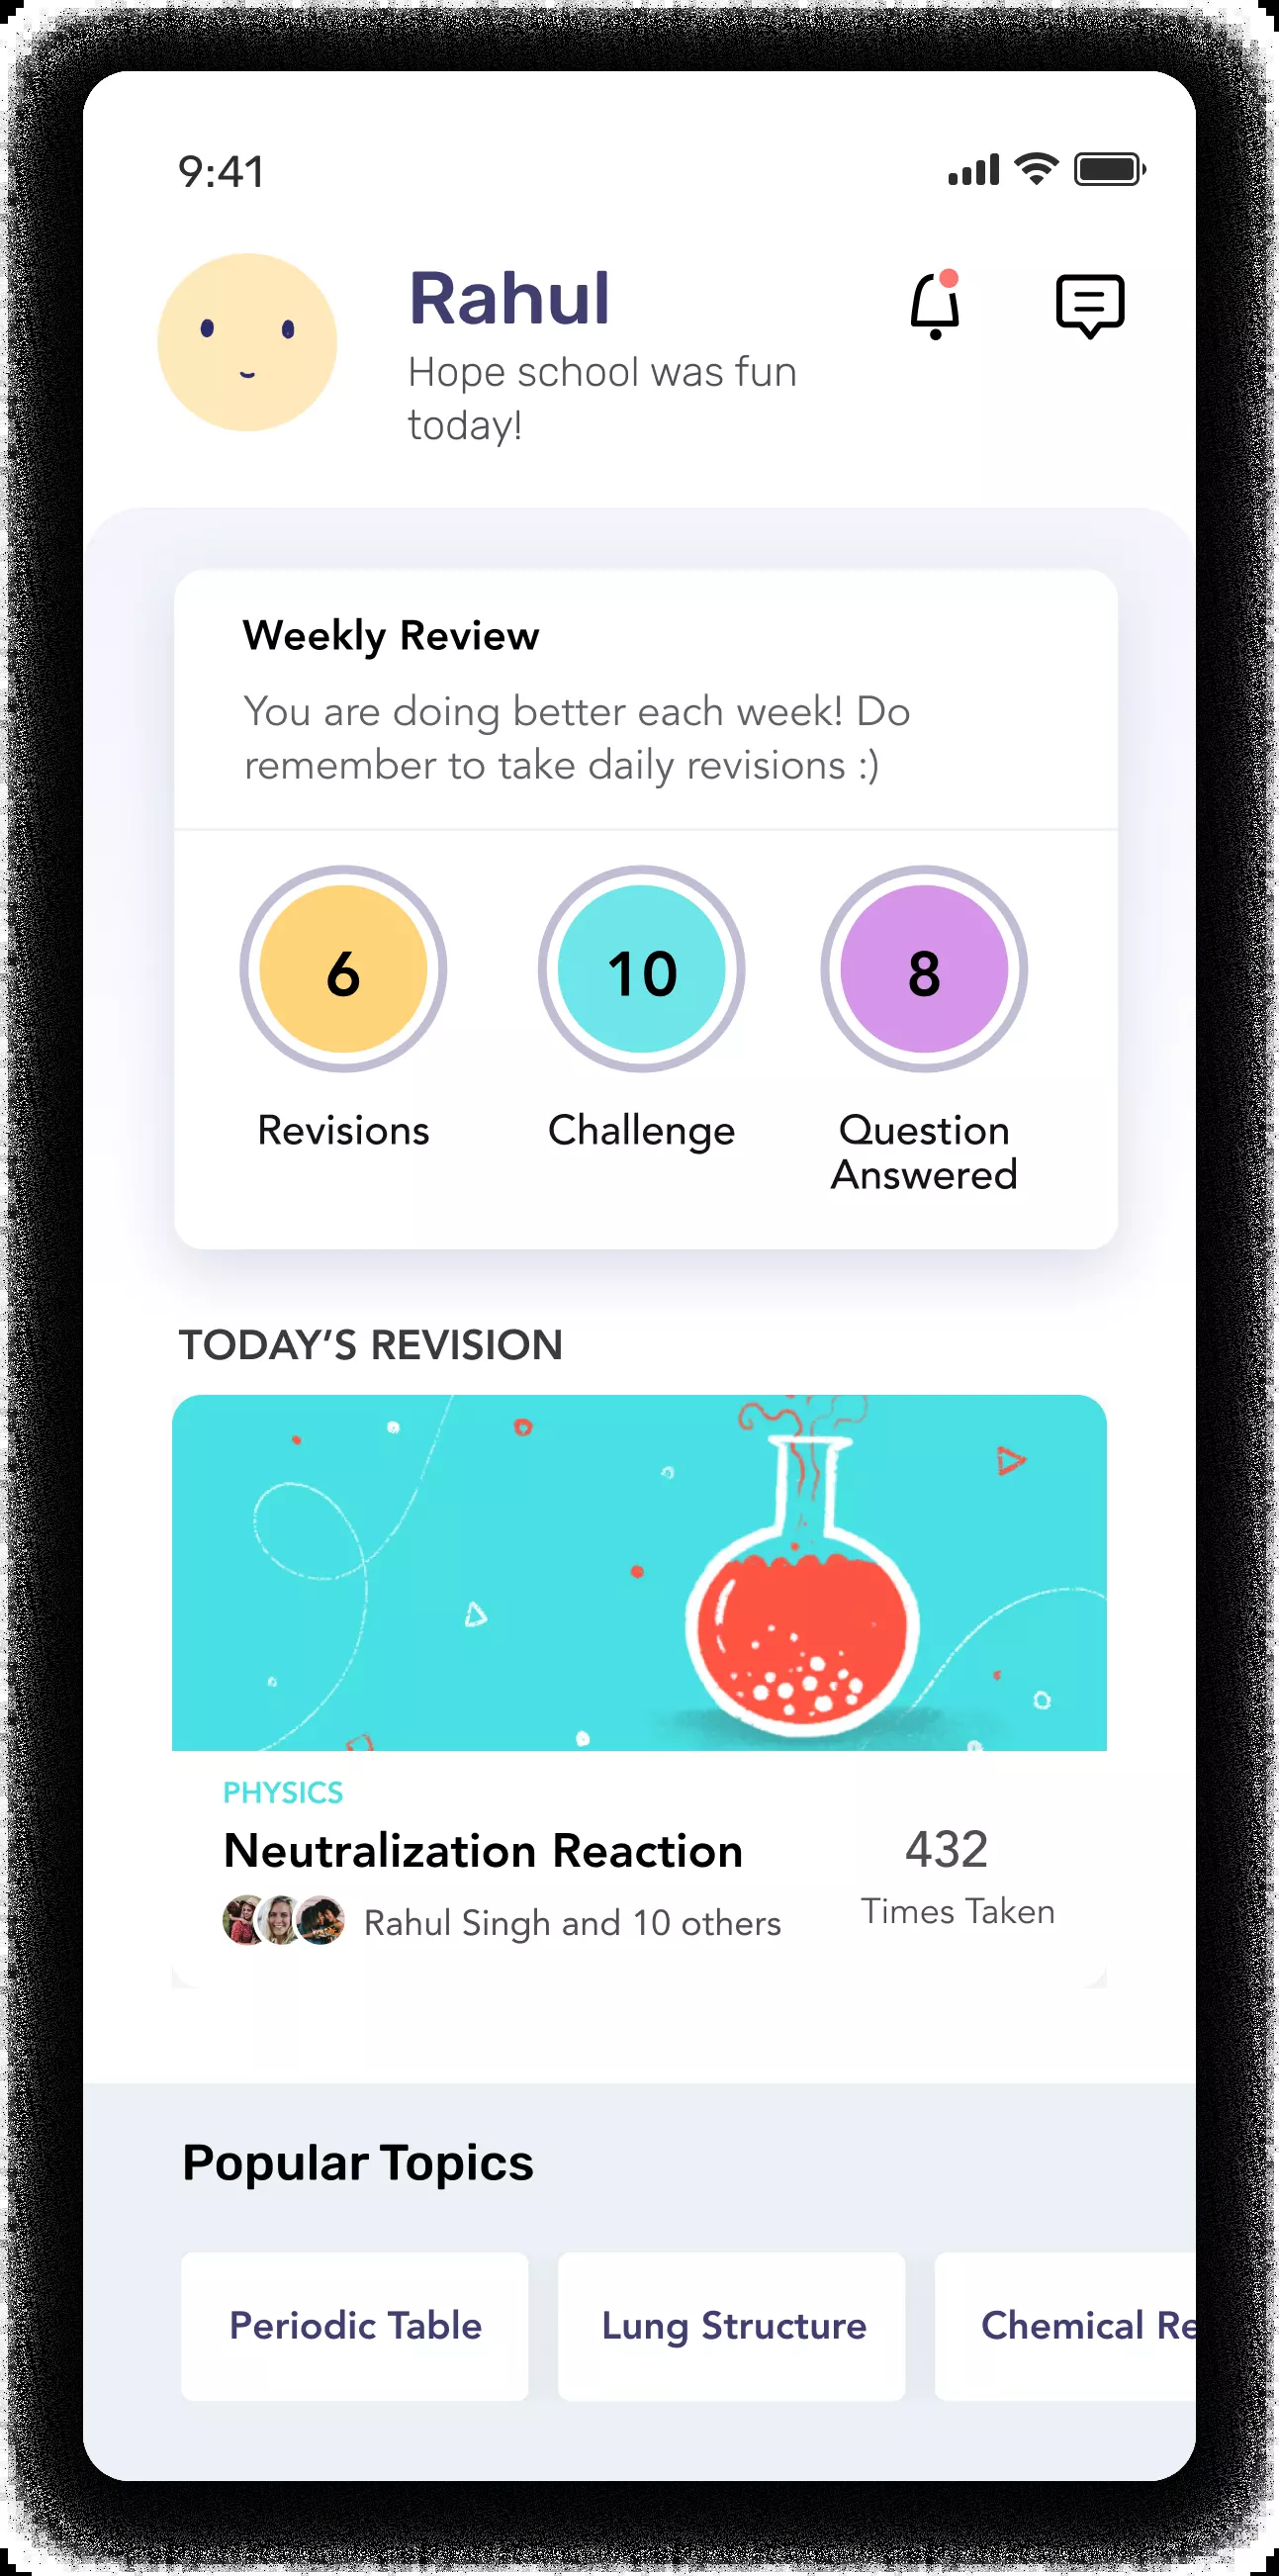 9:41
Rahul
Hope school was fun
today!
Weekly Review
You are doing better each week! Do
remember to take daily revisions :)
6
10
8
Revisions
Challenge
Question
Answered
TODAY’S REVISION
PHYSICS
Neutralization Reaction
432
Rahul Singh and 10 others
Times Taken
Popular Topics
Periodic Table
Lung Structure
Chemical Re